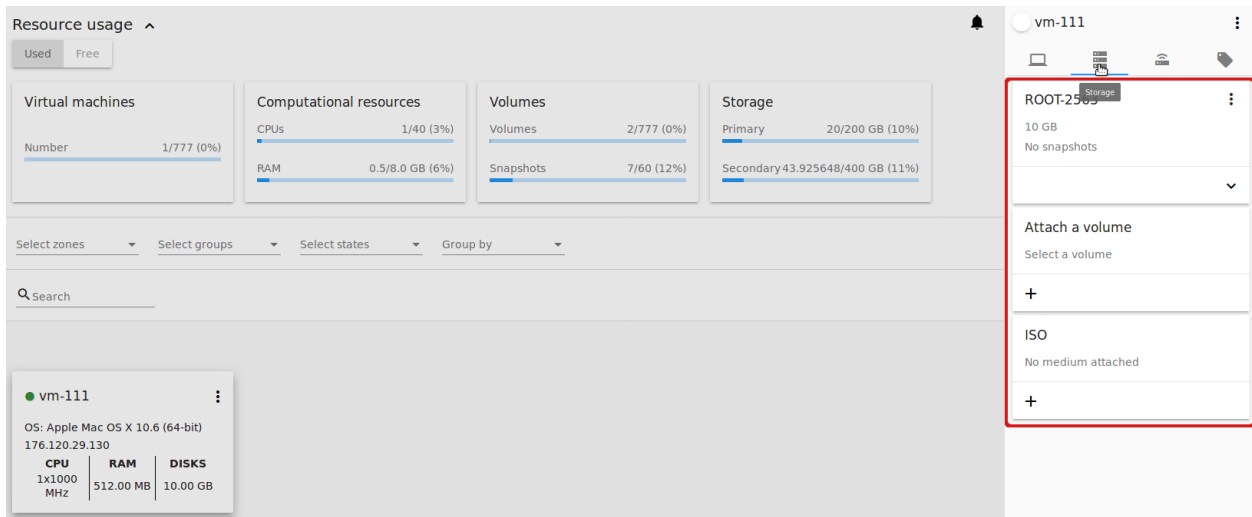 Resource usage
Used Free
Virtual machines
Number 1/777 (0%)
Computational resources
CPUs 1/40 (3%)
RAM 0.5/8.0 GB (6%)
Volumes
Volumes 2/777 (0%)
Snapshots 7/60 (12%)
Storage
Primary 20/200 GB (10%)
Secondary 43.925648/400 GB (11%)
Select zones Select groups Select states Group by
Search
vm-111
OS: Apple Mac OS X 10.6 (64-bit)
176.120.29.130
CPU RAM DISKS
1x1000 MHz 512.00 MB 10.00 GB
vm-111
Storage
ROOT-2565
10 GB
No snapshots
Attach a volume
Select a volume
+
ISO
No medium attached
+